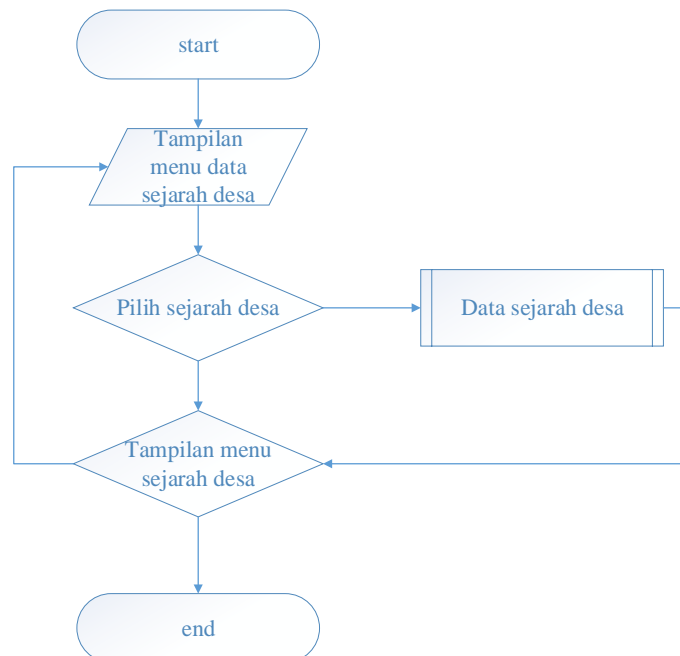 start
Tampilan
menu data
sejarah desa
Pilih sejarah desa
Data sejarah desa
Tampilan menu
sejarah desa
end